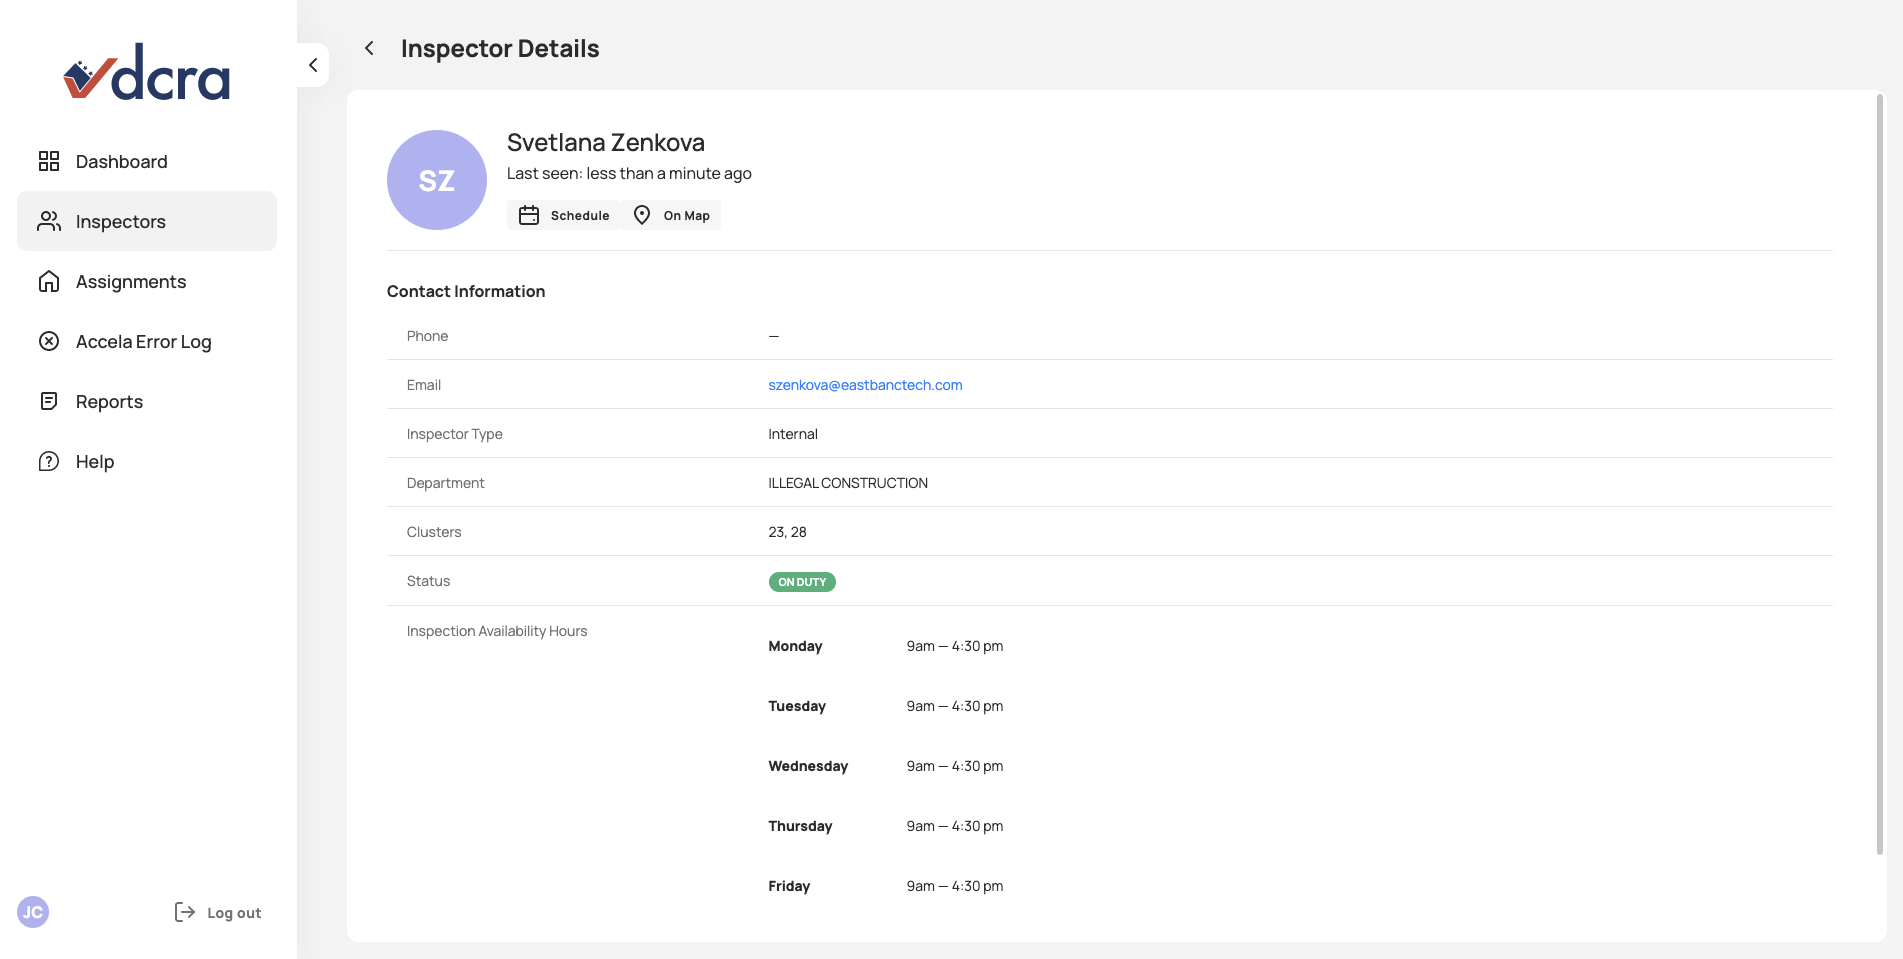 dcra
Dashboard
Inspectors
Assignments
Accela Error Log
Reports
Help
JC
Log out
Inspector Details
SZ
Svetlana Zenkova
Last seen: less than a minute ago
Schedule
On Map
Contact Information
Phone —
Email szenkova@eastbanctech.com
Inspector Type Internal
Department ILLEGAL CONSTRUCTION
Clusters 23, 28
Status ON DUTY
Inspection Availability Hours
Monday 9am — 4:30 pm
Tuesday 9am — 4:30 pm
Wednesday 9am — 4:30 pm
Thursday 9am — 4:30 pm
Friday 9am — 4:30 pm